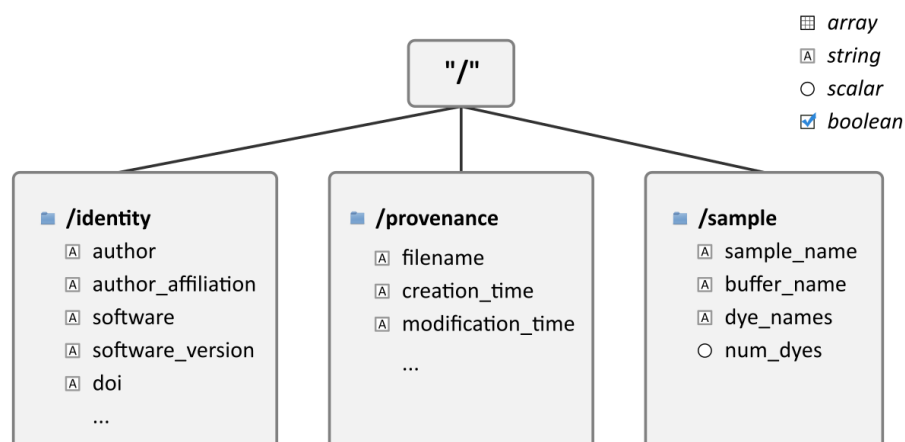 array
string
scalar
boolean
"/"
/identity
A author
A author_affiliation
A software
A software_version
A doi
...
/provenance
A filename
A creation_time
A modification_time
...
/sample
A sample_name
A buffer_name
A dye_names
num_dyes